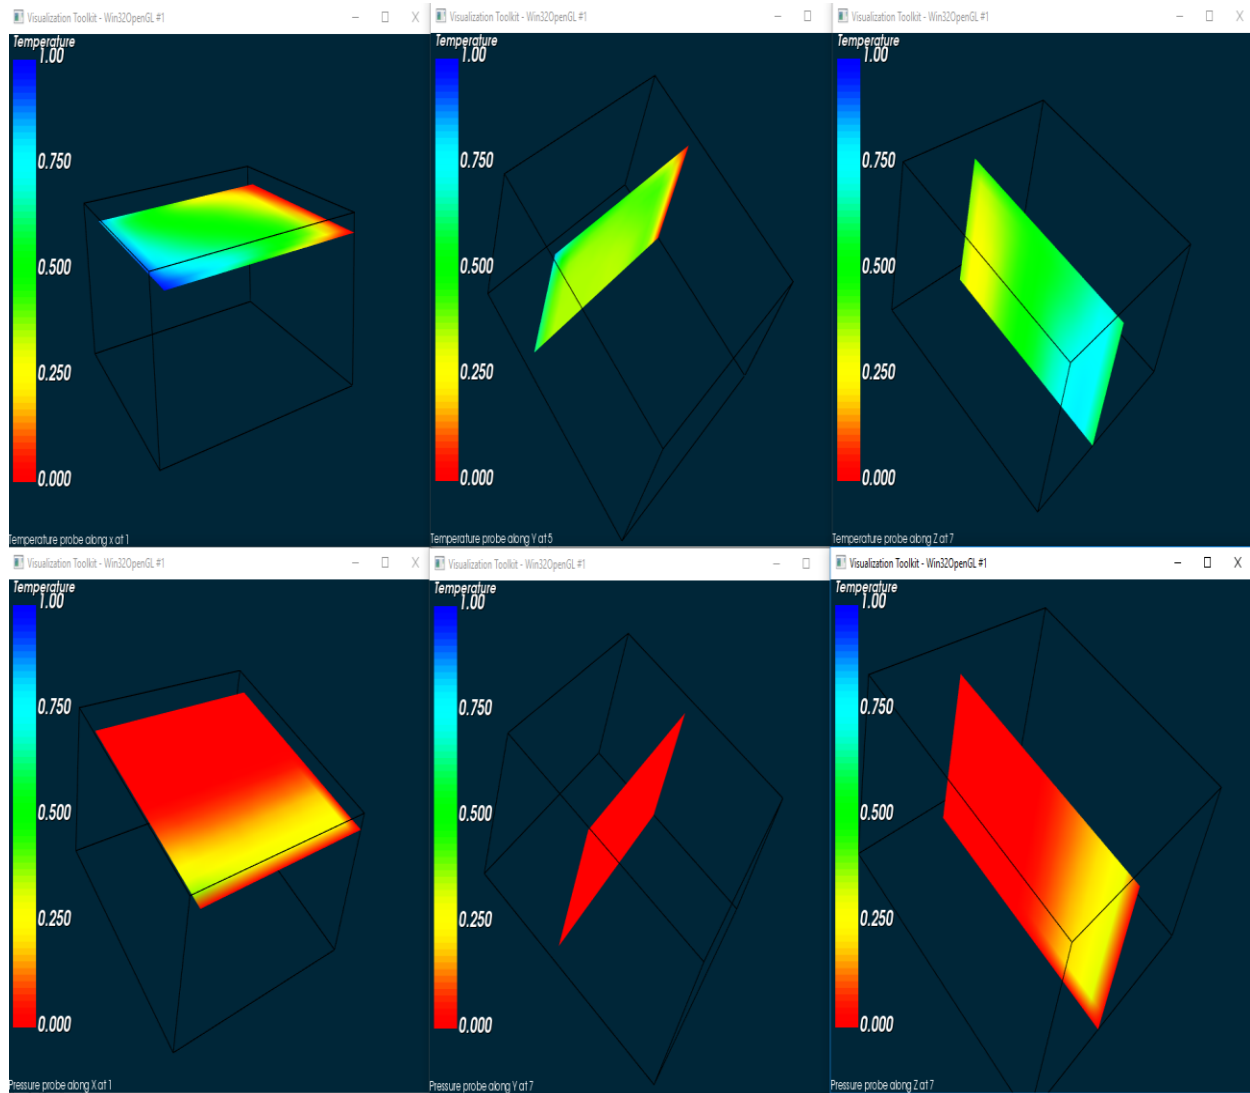 Visualization Toolkit - Win32OpenGL #1
Temperature
1.00
0.750
0.500
0.250
0.000
Temperature probe along x at 1
Visualization Toolkit - Win32OpenGL #1
Temperature
1.00
0.750
0.500
0.250
0.000
Temperature probe along Y at 5
Visualization Toolkit - Win32OpenGL #1
Temperature
1.00
0.750
0.500
0.250
0.000
Temperature probe along Z at 7
Visualization Toolkit - Win32OpenGL #1
Temperature
1.00
0.750
0.500
0.250
0.000
Pressure probe along X at 1
Visualization Toolkit - Win32OpenGL #1
Temperature
1.00
0.750
0.500
0.250
0.000
Pressure probe along Y at 7
Visualization Toolkit - Win32OpenGL #1
Temperature
1.00
0.750
0.500
0.250
0.000
Pressure probe along Z at 7